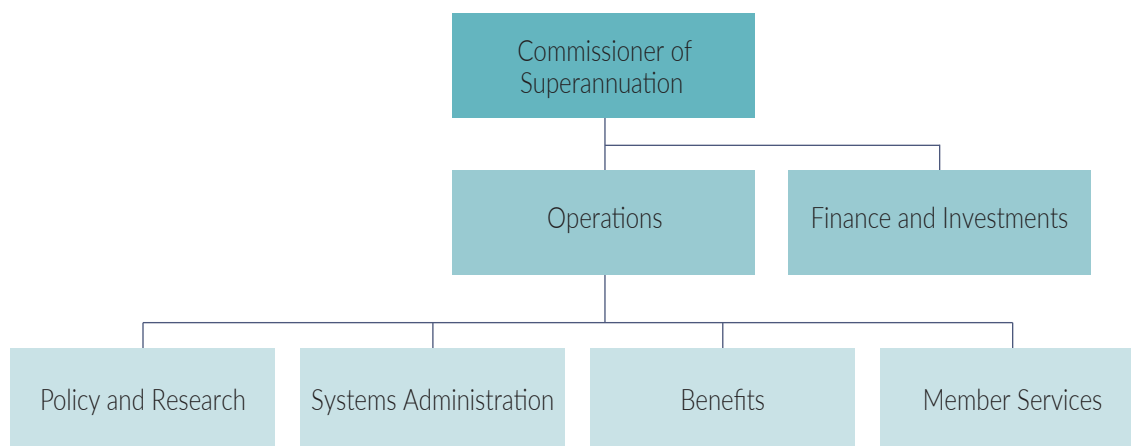 Commissioner of
Superannuation
Operations
Finance and Investments
Policy and Research
Systems Administration
Benefits
Member Services